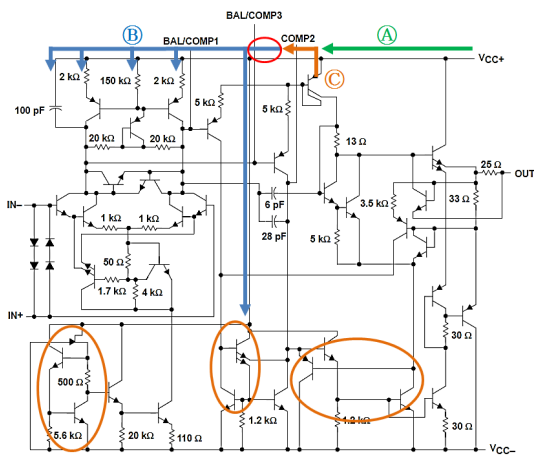 BAL/COMP3
Ⓑ
Ⓐ
BAL/COMP1
COMP2
VCC+
Ⓒ
2 kΩ
150 kΩ
2 kΩ
5 kΩ
5 kΩ
100 pF
13 Ω
20 kΩ
20 kΩ
25 Ω
OUT
6 pF
3.5 kΩ
33 Ω
IN–
1 kΩ
1 kΩ
28 pF
5 kΩ
50 Ω
1.7 kΩ
4 kΩ
IN+
30 Ω
500 Ω
5.6 kΩ
20 kΩ
110 Ω
1.2 kΩ
1.2 kΩ
30 Ω
VCC–